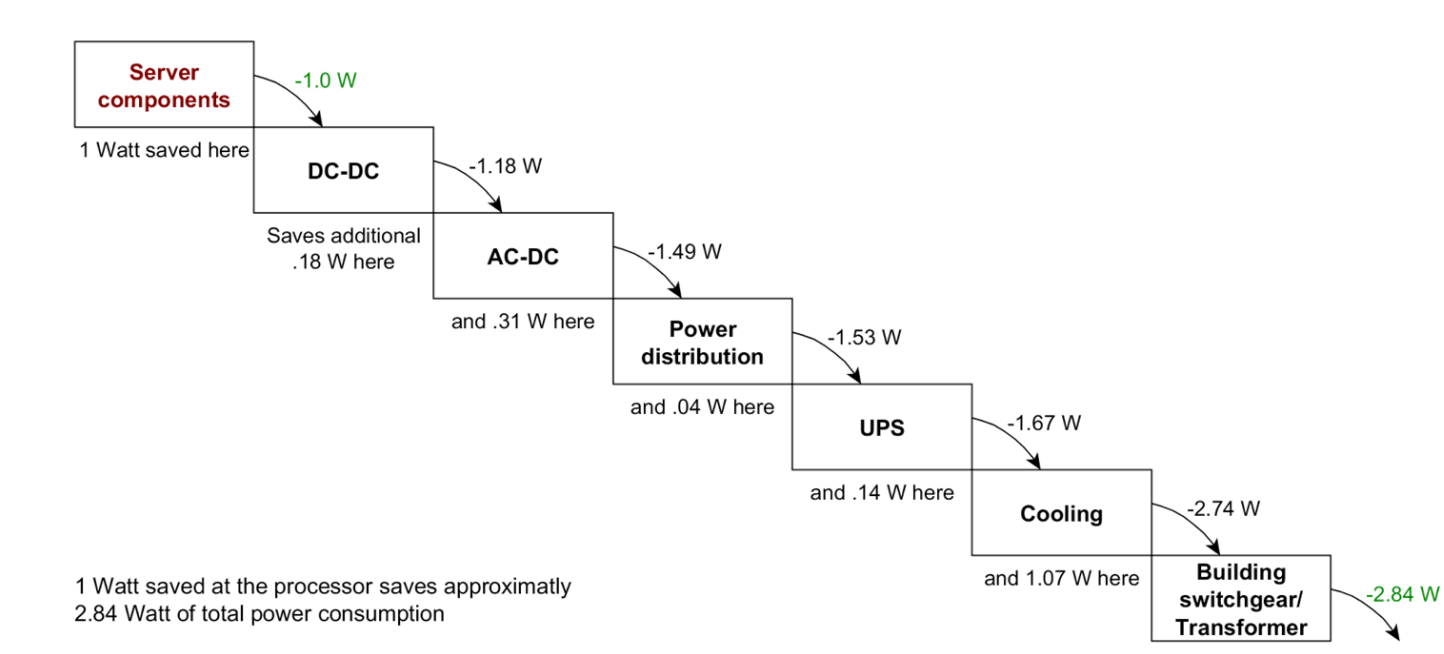 Server
components
-1.0 W
1 Watt saved here
DC-DC
-1.18 W
Saves additional
.18 W here
AC-DC
-1.49 W
and .31 W here
Power
distribution
-1.53 W
and .04 W here
UPS
-1.67 W
and .14 W here
Cooling
-2.74 W
and 1.07 W here
Building
switchgear/
Transformer
-2.84 W
1 Watt saved at the processor saves approximatly
2.84 Watt of total power consumption